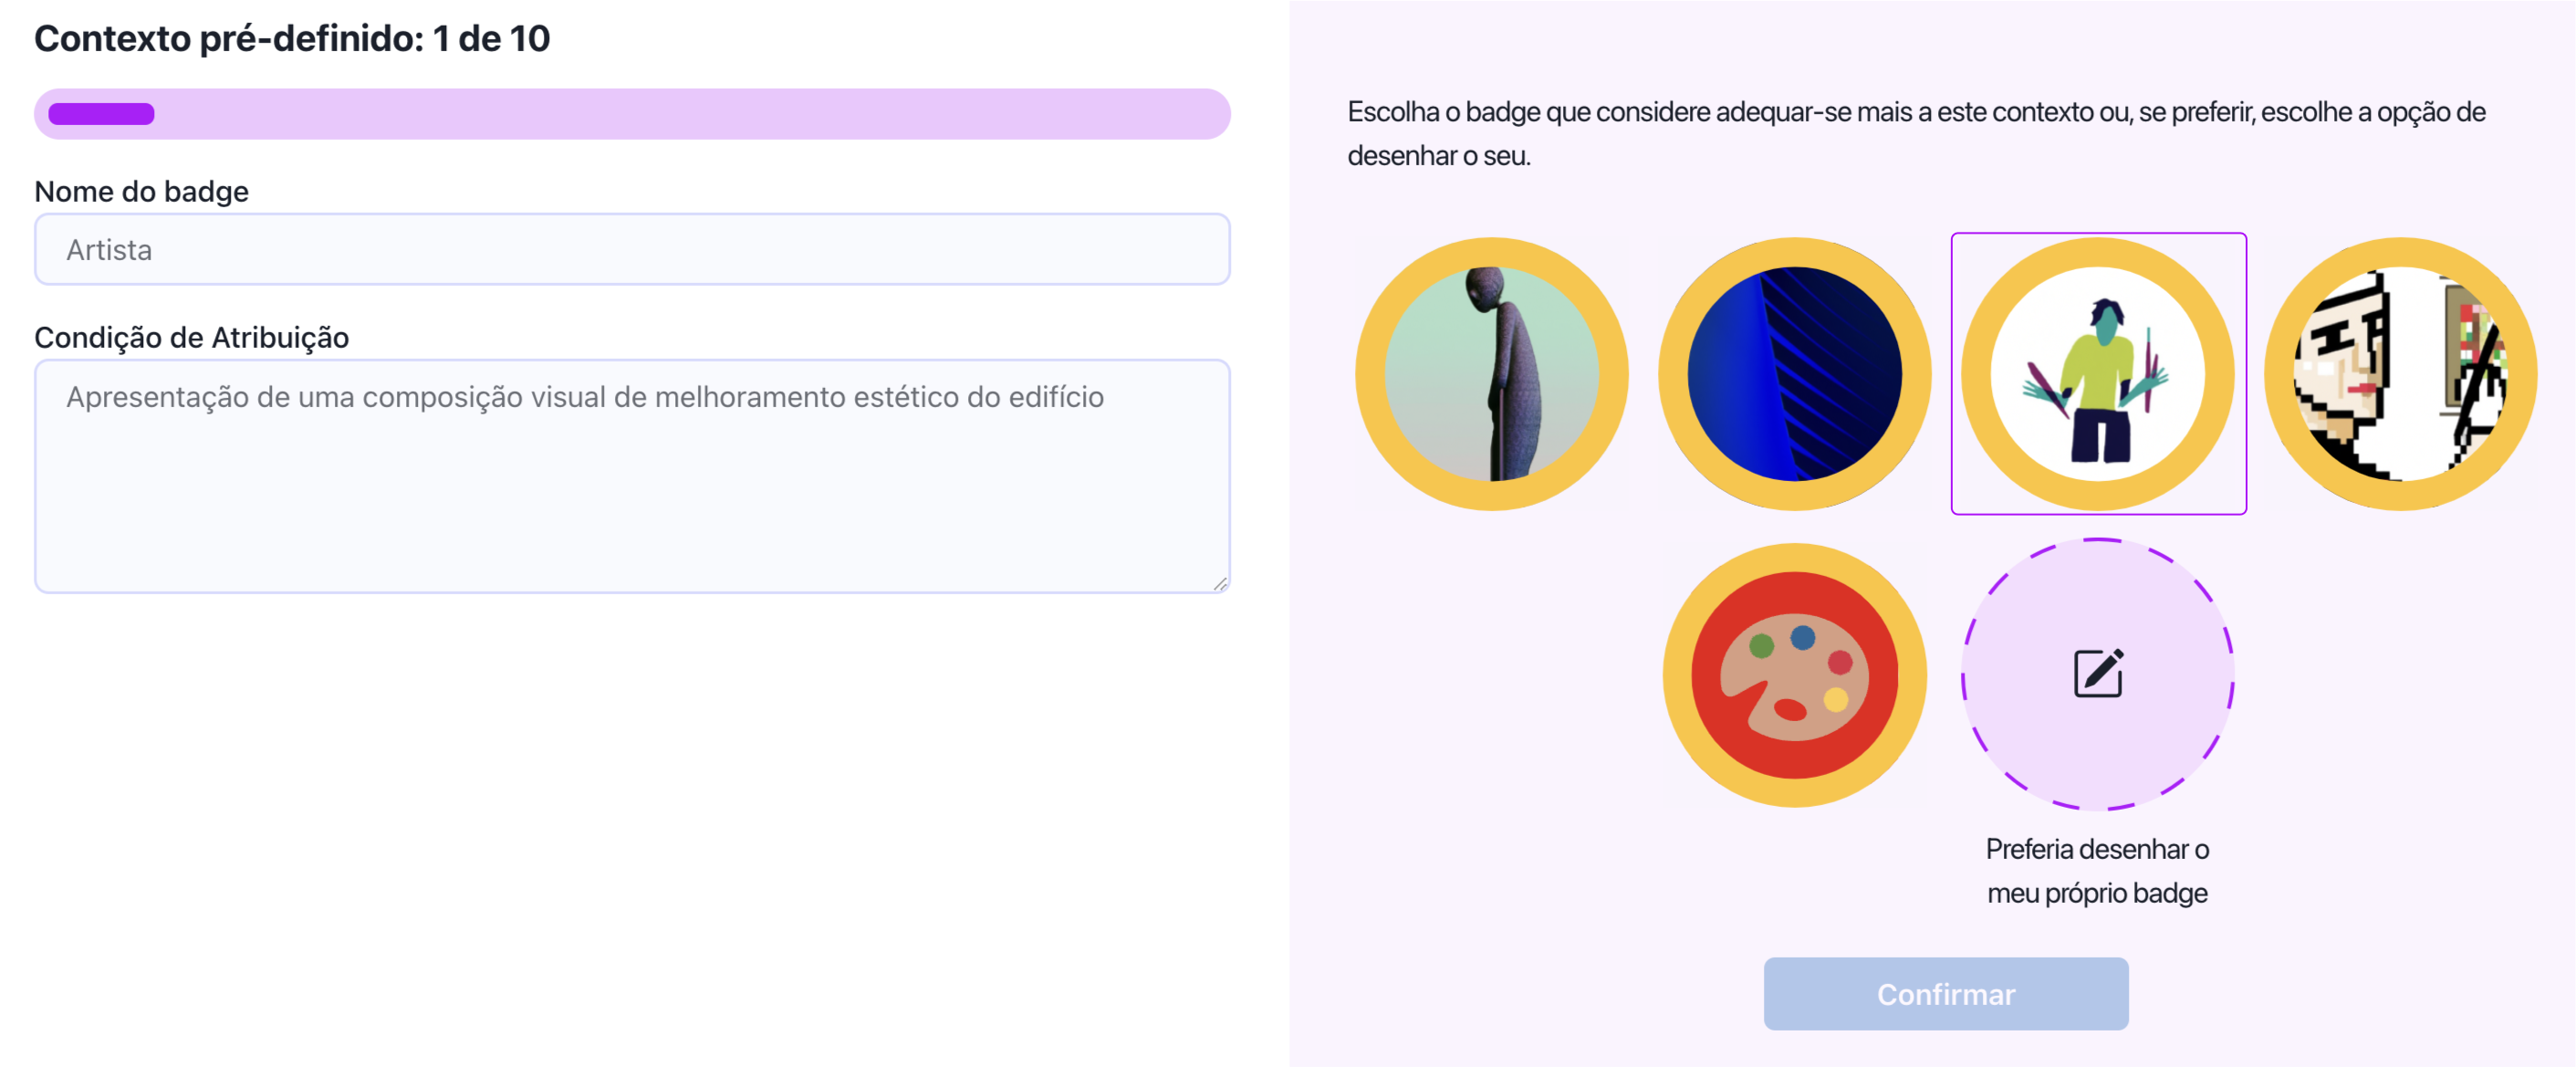 Contexto pré-definido: 1 de 10
Nome do badge
Artista
Condição de Atribuição
Apresentação de uma composição visual de melhoramento estético do edifício
Escolha o badge que considere adequar-se mais a este contexto ou, se preferir, escolhe a opção de
desenhar o seu.
Preferia desenhar o
meu próprio badge
Confirmar